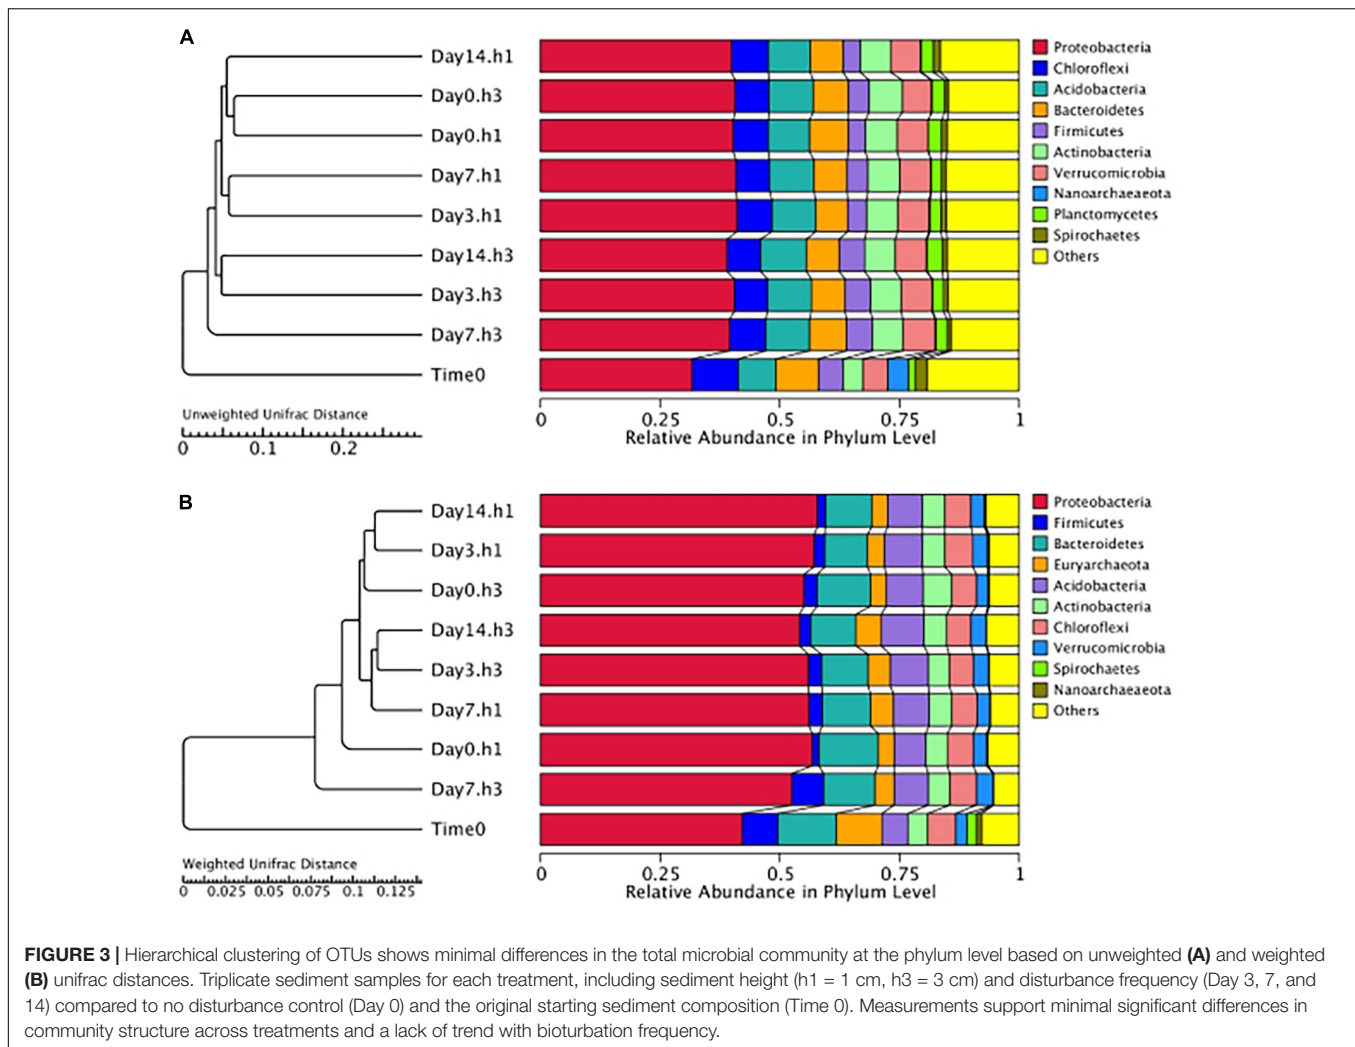 A
Day14.h1
Day0.h3
Day0.h1
Day7.h1
Day3.h1
Day14.h3
Day3.h3
Day7.h3
Time0
Unweighted Unifrac Distance
0 0.1 0.2
Proteobacteria
Chloroflexi
Acidobacteria
Bacteroidetes
Firmicutes
Actinobacteria
Verrucomicrobia
Nanoarchaeaeota
Planctomycetes
Spirochaetes
Others
0 0.25 0.5 0.75 1
Relative Abundance in Phylum Level
B
Day14.h1
Day3.h1
Day0.h3
Day14.h3
Day3.h3
Day7.h1
Day0.h1
Day7.h3
Time0
Weighted Unifrac Distance
0 0.025 0.05 0.075 0.1 0.125
Proteobacteria
Firmicutes
Bacteroidetes
Euryarchaeota
Acidobacteria
Actinobacteria
Chloroflexi
Verrucomicrobia
Spirochaetes
Nanoarchaeaeota
Others
0 0.25 0.5 0.75 1
Relative Abundance in Phylum Level
FIGURE 3 | Hierarchical clustering of OTUs shows minimal differences in the total microbial community at the phylum level based on unweighted (A) and weighted
(B) unifrac distances. Triplicate sediment samples for each treatment, including sediment height (h1 = 1 cm, h3 = 3 cm) and disturbance frequency (Day 3, 7, and
14) compared to no disturbance control (Day 0) and the original starting sediment composition (Time 0). Measurements support minimal significant differences in
community structure across treatments and a lack of trend with bioturbation frequency.